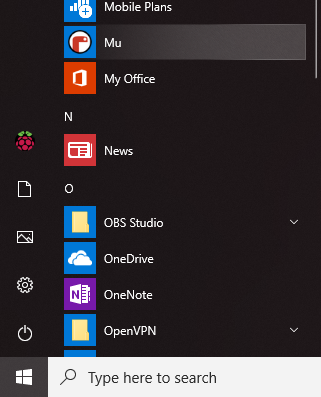 Mobile Plans
Mu
My Office
N
News
O
OBS Studio
OneDrive
OneNote
OpenVPN
Type here to search